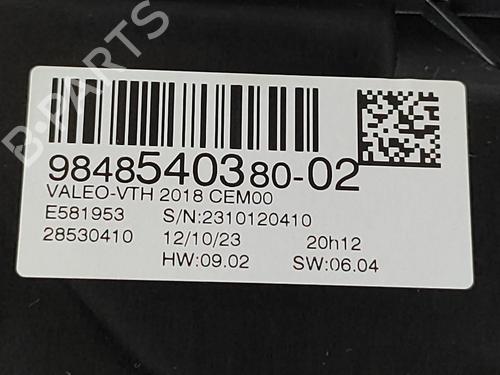 B-PARTS
9848540380-02
VALEO-VTH 2018 CEM00
E581953 S/N:2310120410
28530410 12/10/23 20h12
HW:09.02 SW:06.04